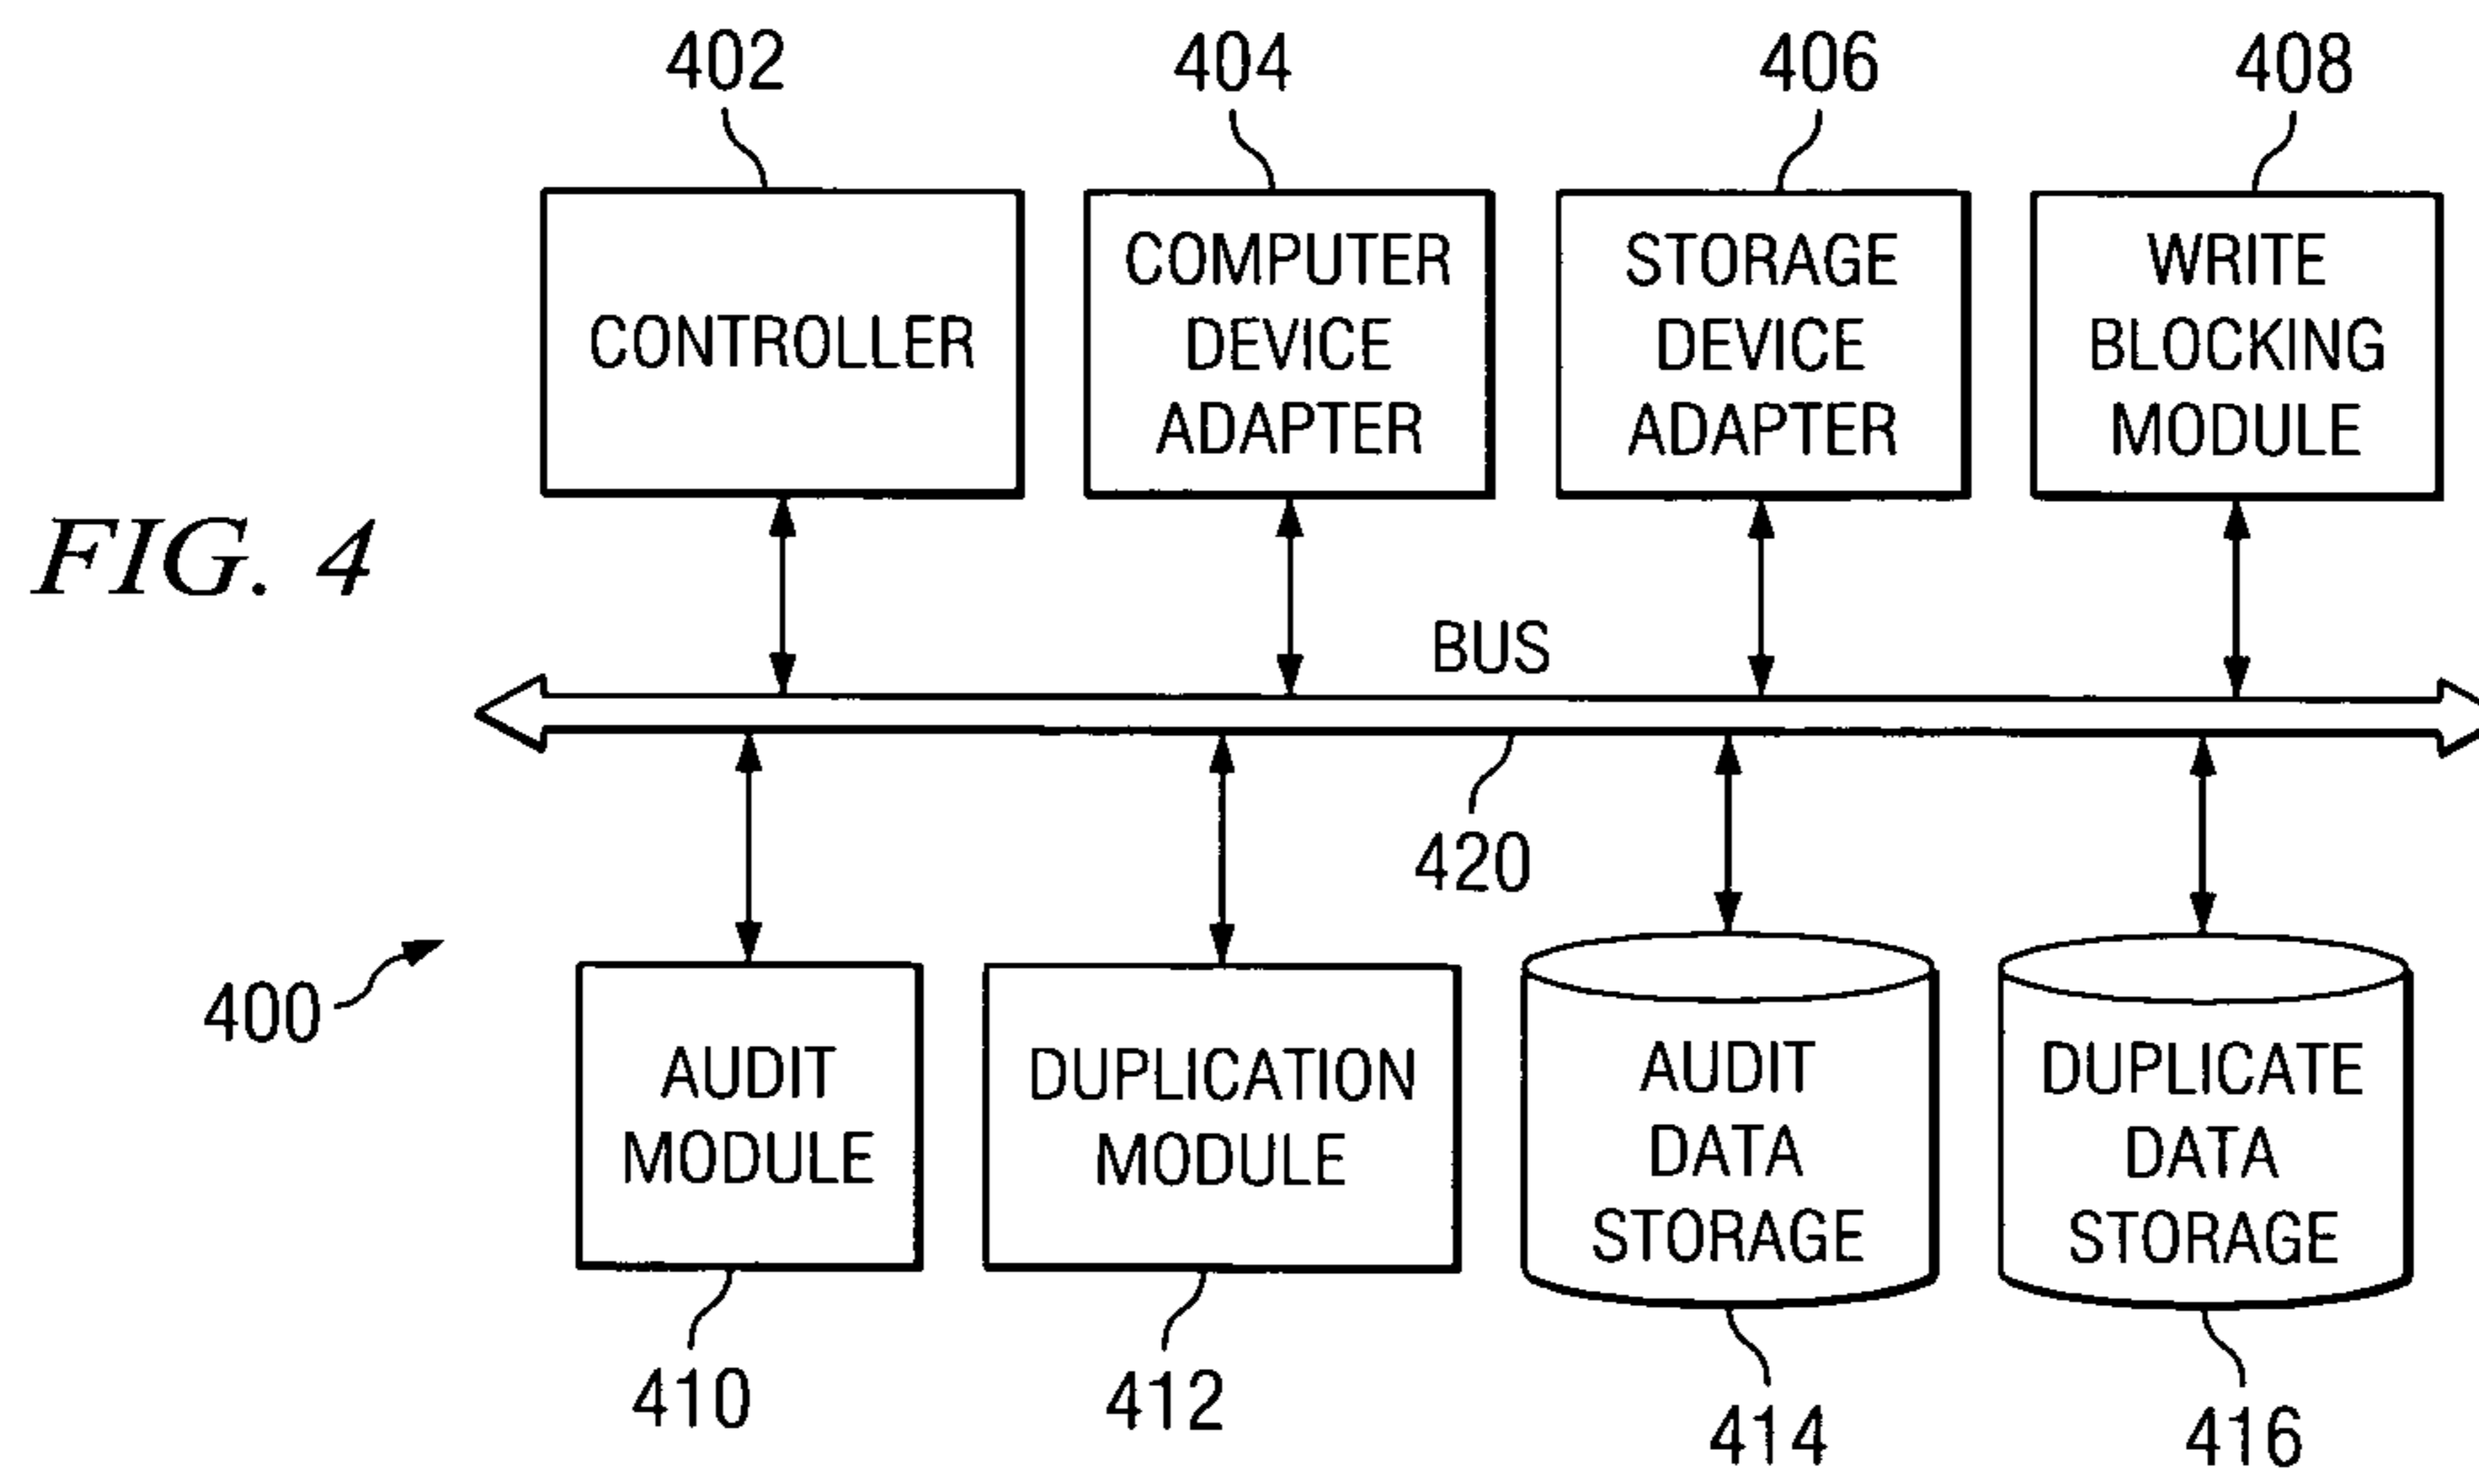 402 404 406 408
CONTROLLER
COMPUTER
DEVICE
ADAPTER
STORAGE
DEVICE
ADAPTER
WRITE
BLOCKING
MODULE
FIG. 4
BUS
420
400
AUDIT
MODULE
DUPLICATION
MODULE
AUDIT
DATA
STORAGE
DUPLICATE
DATA
STORAGE
410 412 414 416